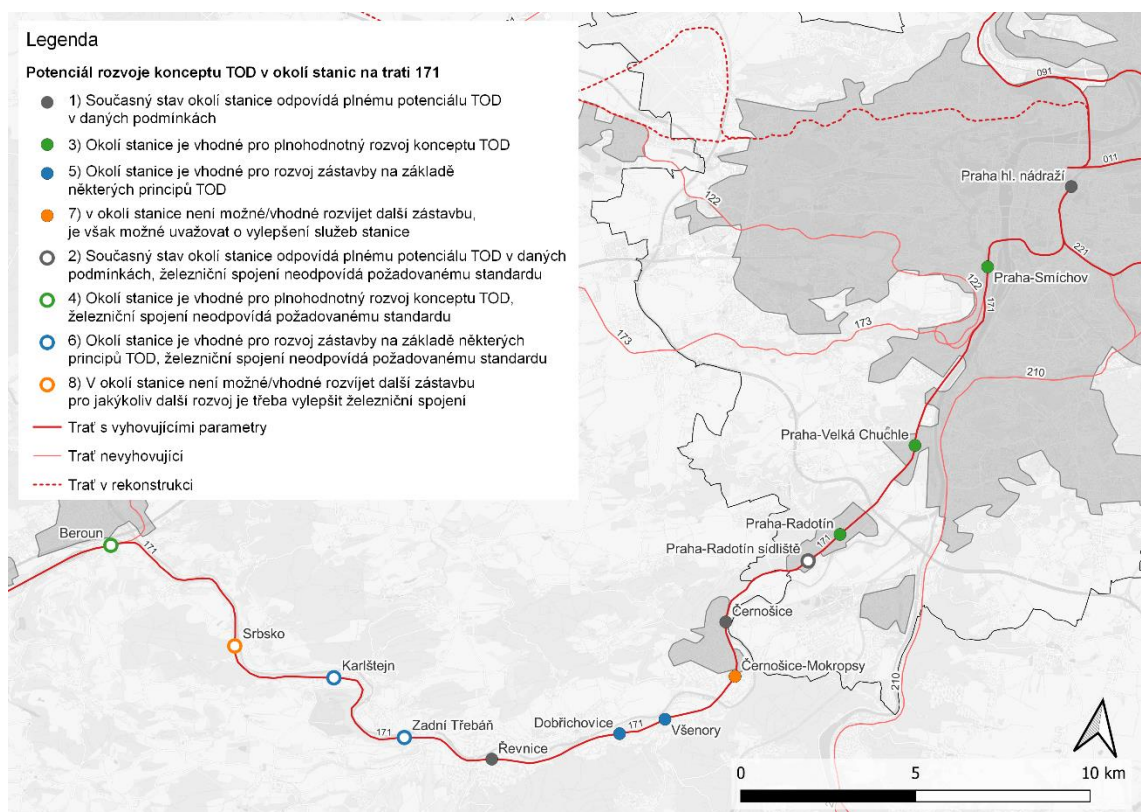 Legenda
Potenciál rozvoje konceptu TOD v okolí stanic na trati 171
1) Současný stav okolí stanice odpovídá plnému potenciálu TOD
v daných podmínkách
3) Okolí stanice je vhodné pro plnohodnotný rozvoj konceptu TOD
5) Okolí stanice je vhodné pro rozvoj zástavby na základě
některých principů TOD
7) v okolí stanice není možné/vhodné rozvíjet další zástavbu,
je však možné uvažovat o vylepšení služeb stanice
2) Současný stav okolí stanice odpovídá plnému potenciálu TOD v daných
podmínkách, železniční spojení neodpovídá požadovanému standardu
4) Okolí stanice je vhodné pro plnohodnotný rozvoj konceptu TOD,
železniční spojení neodpovídá požadovanému standardu
6) Okolí stanice je vhodné pro rozvoj zástavby na základě některých
principů TOD, železniční spojení neodpovídá požadovanému standardu
8) V okolí stanice není možné/vhodné rozvíjet další zástavbu
pro jakýkoliv další rozvoj je třeba vylepšit železniční spojení
Trať s vyhovujícími parametry
Trať nevyhovující
Trať v rekonstrukci
091
011
Praha hl. nádraží
122
221
Praha-Smíchov
122
171
173
173
210
Praha-Velká Chuchle
Praha-Radotín
171
Praha-Radotín sídliště
Beroun
171
Černošice
Srbsko
Karlštejn
Černošice-Mokropsy
210
Zadní Třebáň
171
Dobřichovice
171
Všenory
Řevnice
0
5
10 km